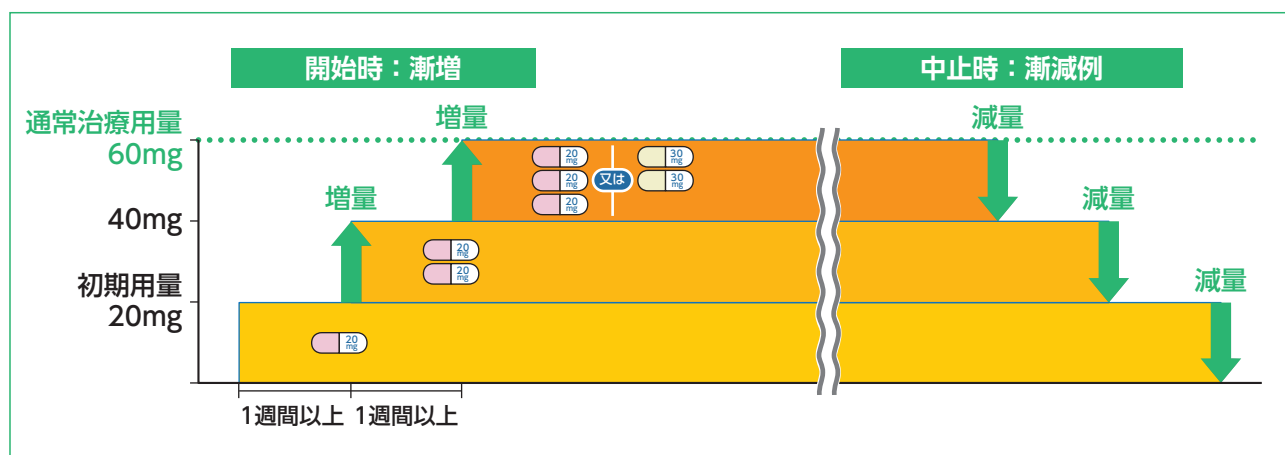 開始時：漸増
中止時：漸減例
通常治療用量
60mg
増量
減量
20
mg
20
mg
20
mg
又は
30
mg
30
mg
増量
減量
40mg
20
mg
20
mg
初期用量
20mg
減量
20
mg
1週間以上
1週間以上